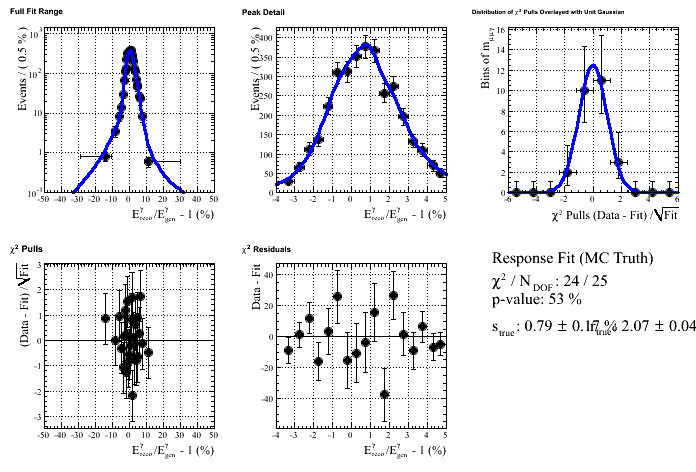 Full Fit Range
Events / ( 0.5 % )
10³
10²
10
1
10⁻¹
-50 -40 -30 -20 -10 0 10 20 30 40 50
E^γ_reco/E^γ_gen - 1 (%)
Peak Detail
Events / ( 0.5 % )
400
350
300
250
200
150
100
50
0
-4 -3 -2 -1 0 1 2 3 4 5
E^γ_reco/E^γ_gen - 1 (%)
Distribution of χ² Pulls Overlayed with Unit Gaussian
Bins of m_μμγ
16
14
12
10
8
6
4
2
0
-6 -4 -2 0 2 4 6
χ² Pulls (Data - Fit) /√Fit
χ² Pulls
(Data - Fit) /√Fit
3
2
1
0
-1
-2
-3
-50 -40 -30 -20 -10 0 10 20 30 40 50
E^γ_reco/E^γ_gen - 1 (%)
χ² Residuals
Data - Fit
40
20
0
-20
-40
-4 -3 -2 -1 0 1 2 3 4 5
E^γ_reco/E^γ_gen - 1 (%)
Response Fit (MC Truth)
χ² / N_DOF: 24 / 25
p-value: 53 %
s_true: 0.79 ± 0.17 % 2.07 ± 0.04